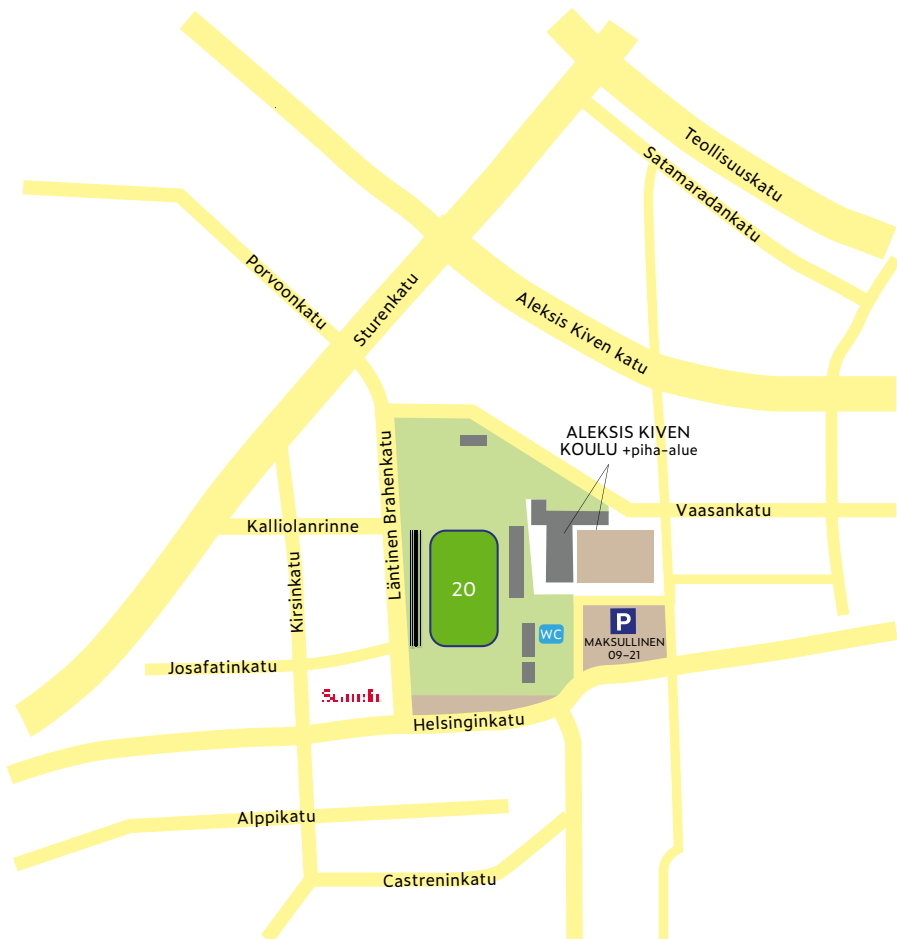 Teollisuuskatu
Satamaradankatu
Porvoonkatu
Sturenkatu
Aleksis Kiven katu
ALEKSIS KIVEN
KOULU +piha-alue
Läntinen Brahenkatu
Vaasankatu
Kalliolanrinne
Kirsinkatu
20
P
WC
MAKSULLINEN
09–21
Josafatinkatu
Helsinginkatu
Alppikatu
Castreninkatu